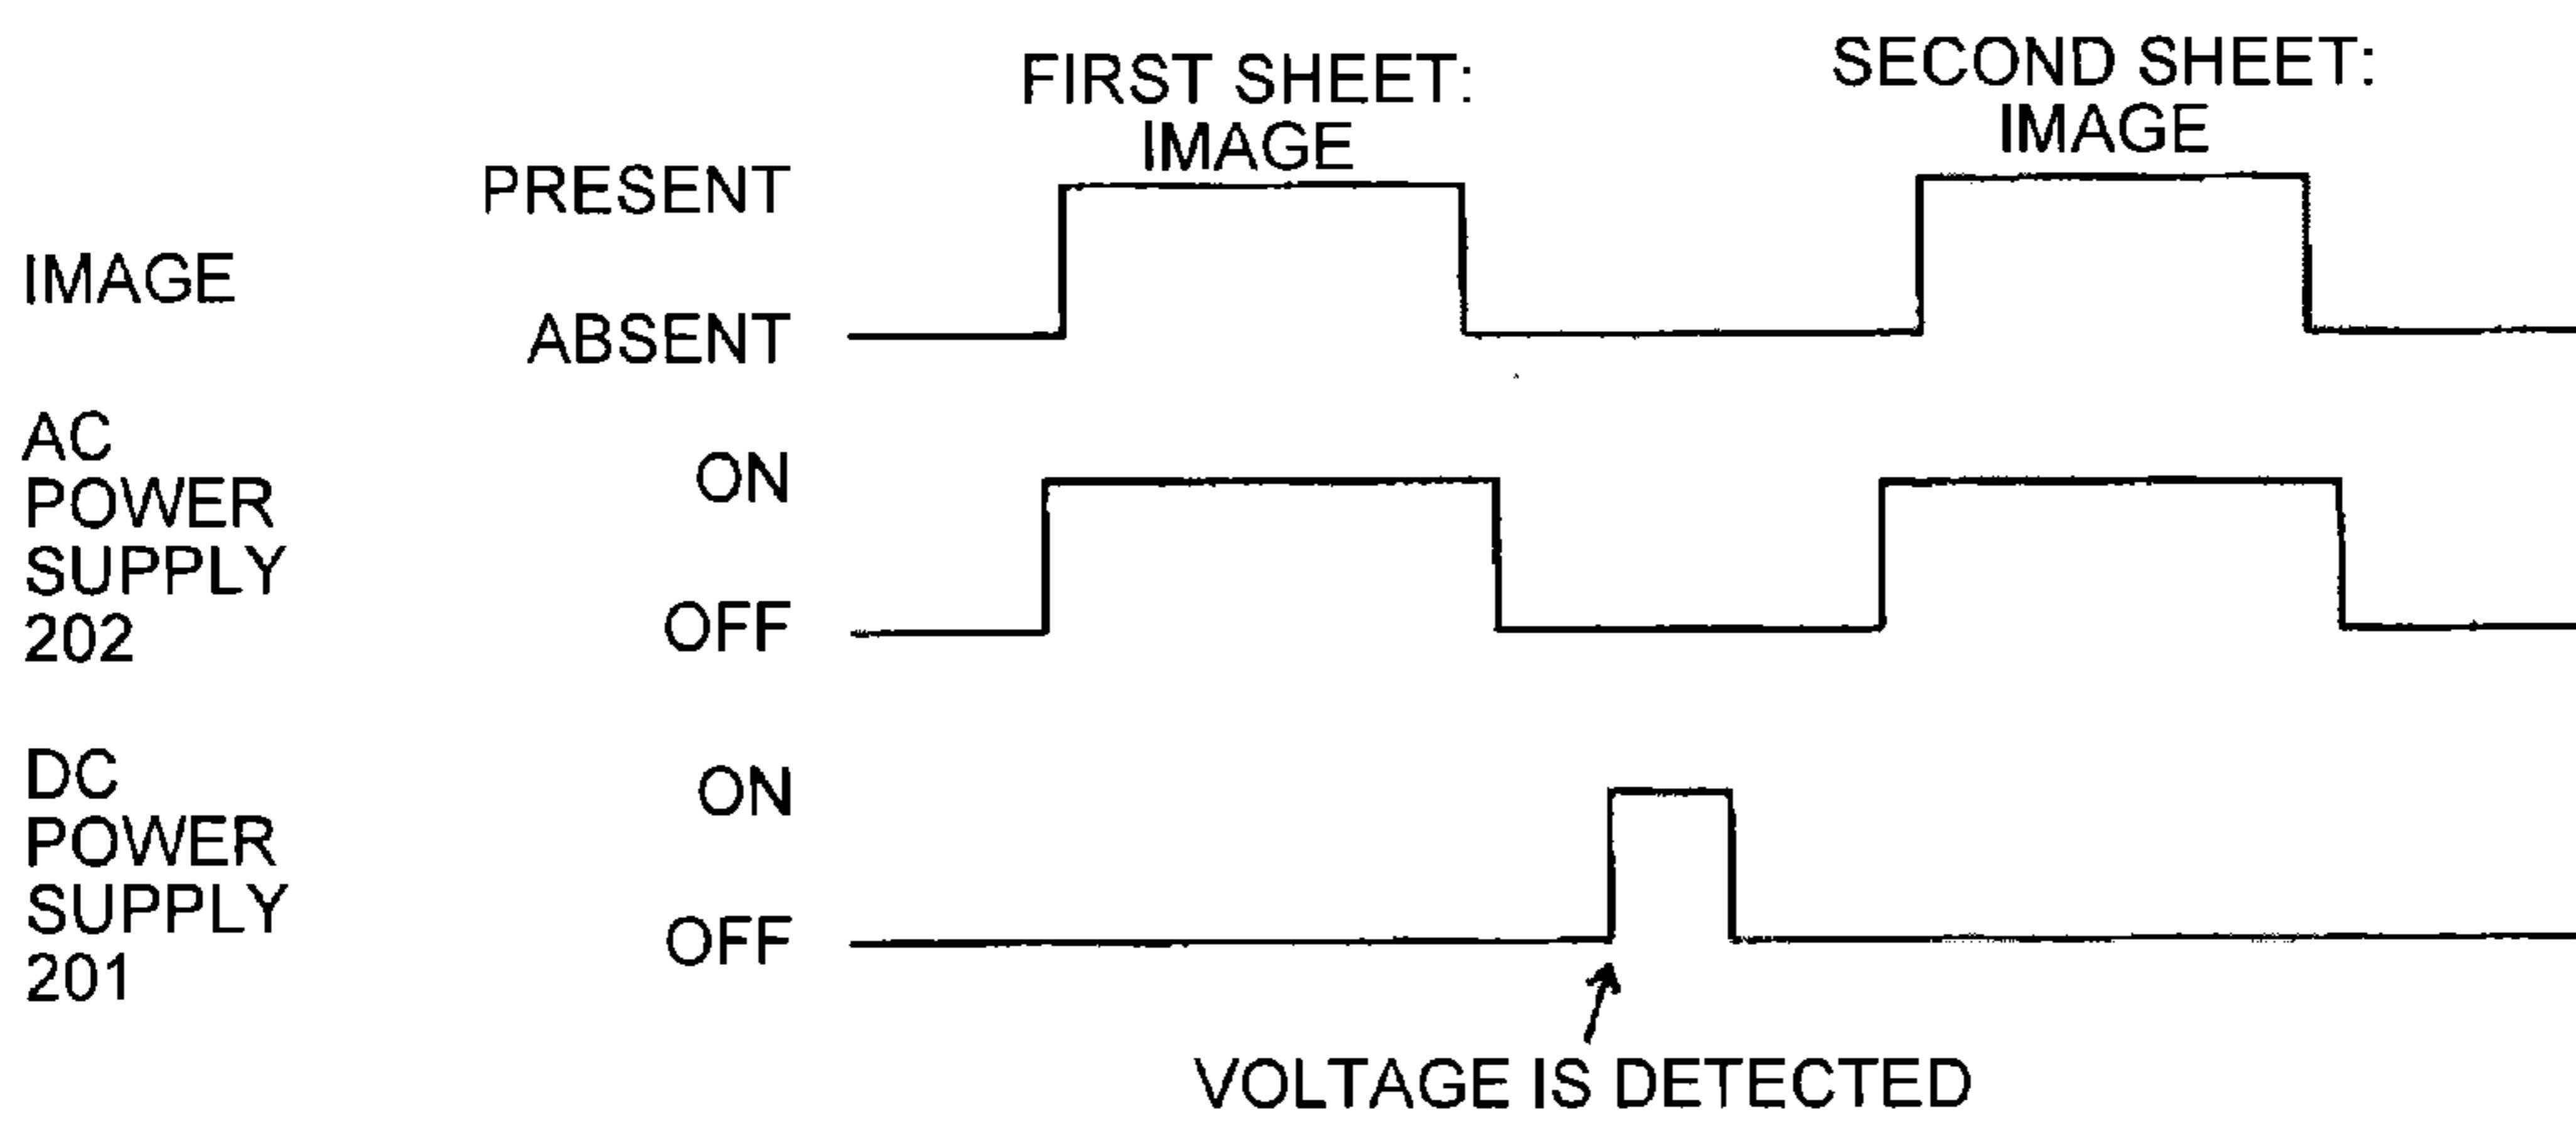 FIRST SHEET:
IMAGE
SECOND SHEET:
IMAGE
IMAGE
PRESENT
ABSENT
AC
POWER
SUPPLY
202
ON
OFF
DC
POWER
SUPPLY
201
ON
OFF
VOLTAGE IS DETECTED